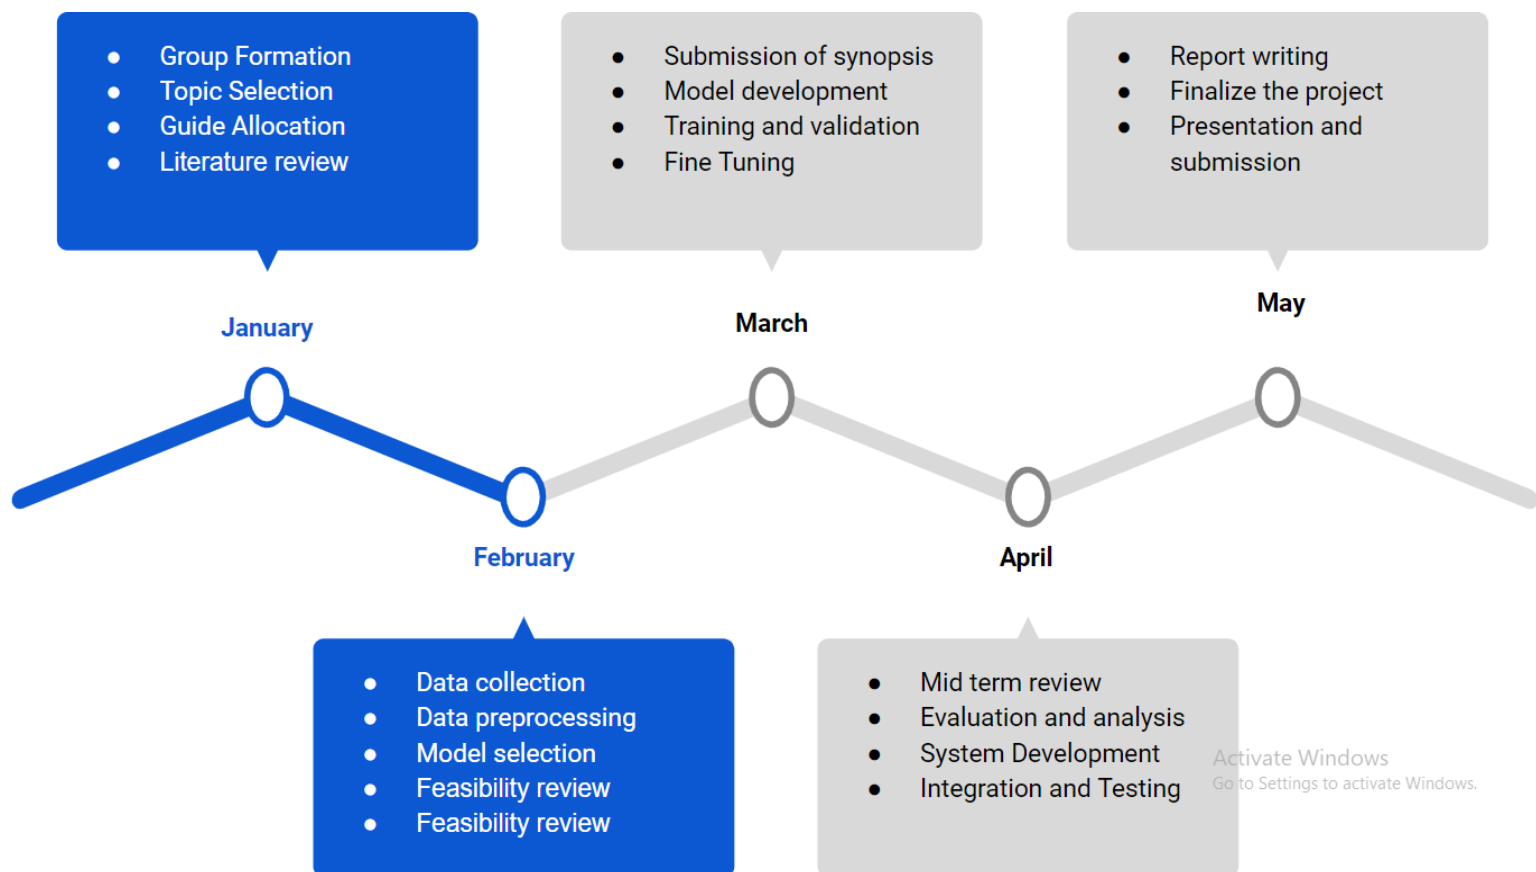 ● Group Formation
● Topic Selection
● Guide Allocation
● Literature review
● Submission of synopsis
● Model development
● Training and validation
● Fine Tuning
● Report writing
● Finalize the project
● Presentation and
submission
January
March
May
February
April
● Data collection
● Data preprocessing
● Model selection
● Feasibility review
● Feasibility review
● Mid term review
● Evaluation and analysis
● System Development
● Integration and Testing
Activate Windows
Go to Settings to activate Windows.